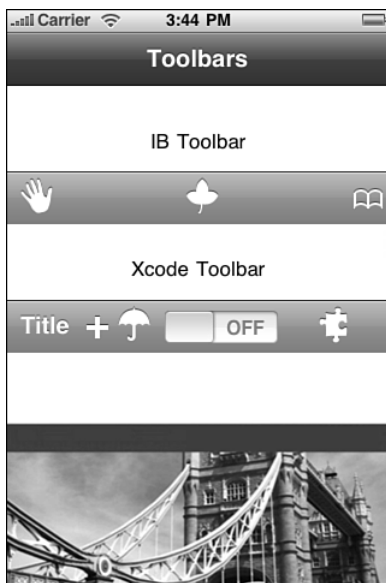 Carrier 3:44 PM
Toolbars
IB Toolbar
Xcode Toolbar
Title OFF